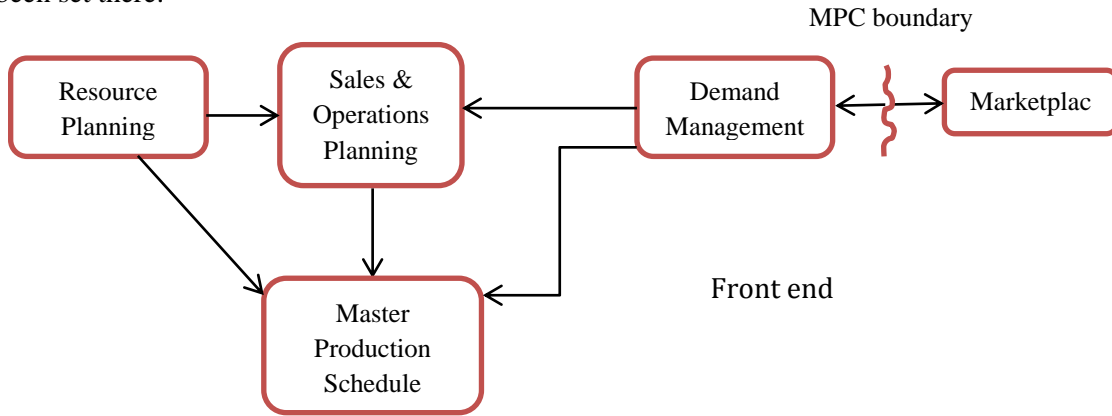 been set there.
MPC boundary
Resource
Planning
Sales &
Operations
Planning
Demand
Management
Marketplac
Master
Production
Schedule
Front end